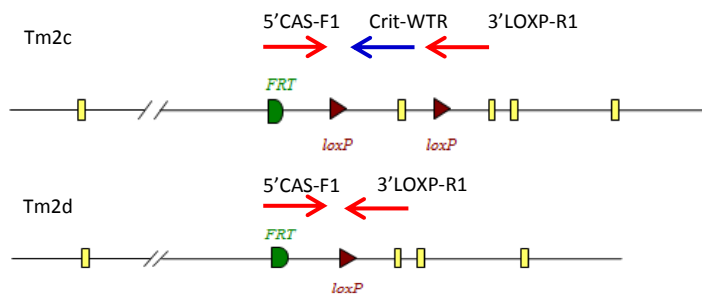 5'CAS-F1 Crit-WTR 3'LOXP-R1
Tm2c
FRT
loxP loxP
5'CAS-F1 3'LOXP-R1
Tm2d
FRT
loxP